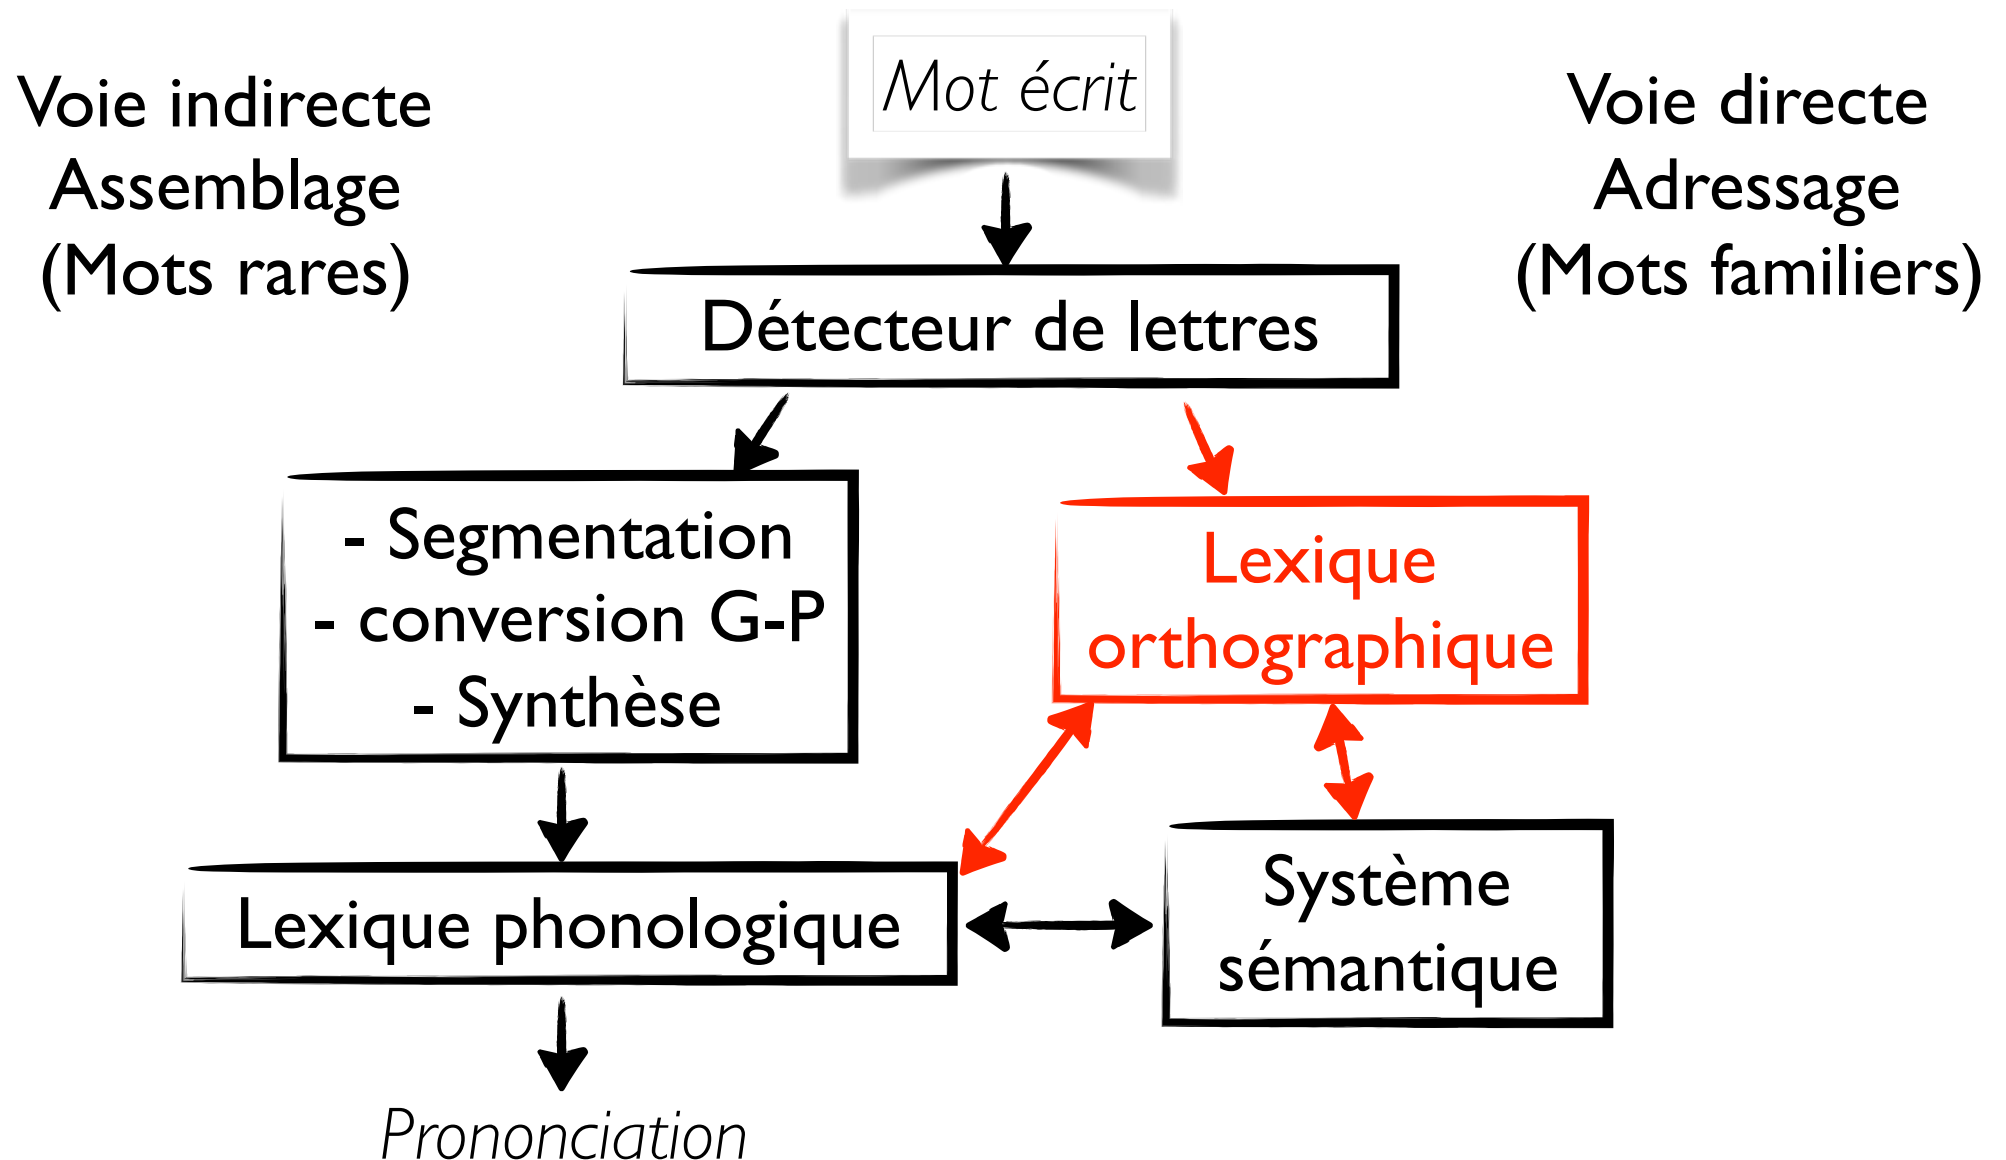 Voie indirecte
Assemblage
(Mots rares)
Mot écrit
Voie directe
Adressage
(Mots familiers)
Détecteur de lettres
- Segmentation
- conversion G-P
- Synthèse
Lexique
orthographique
Lexique phonologique
Système
sémantique
Prononciation